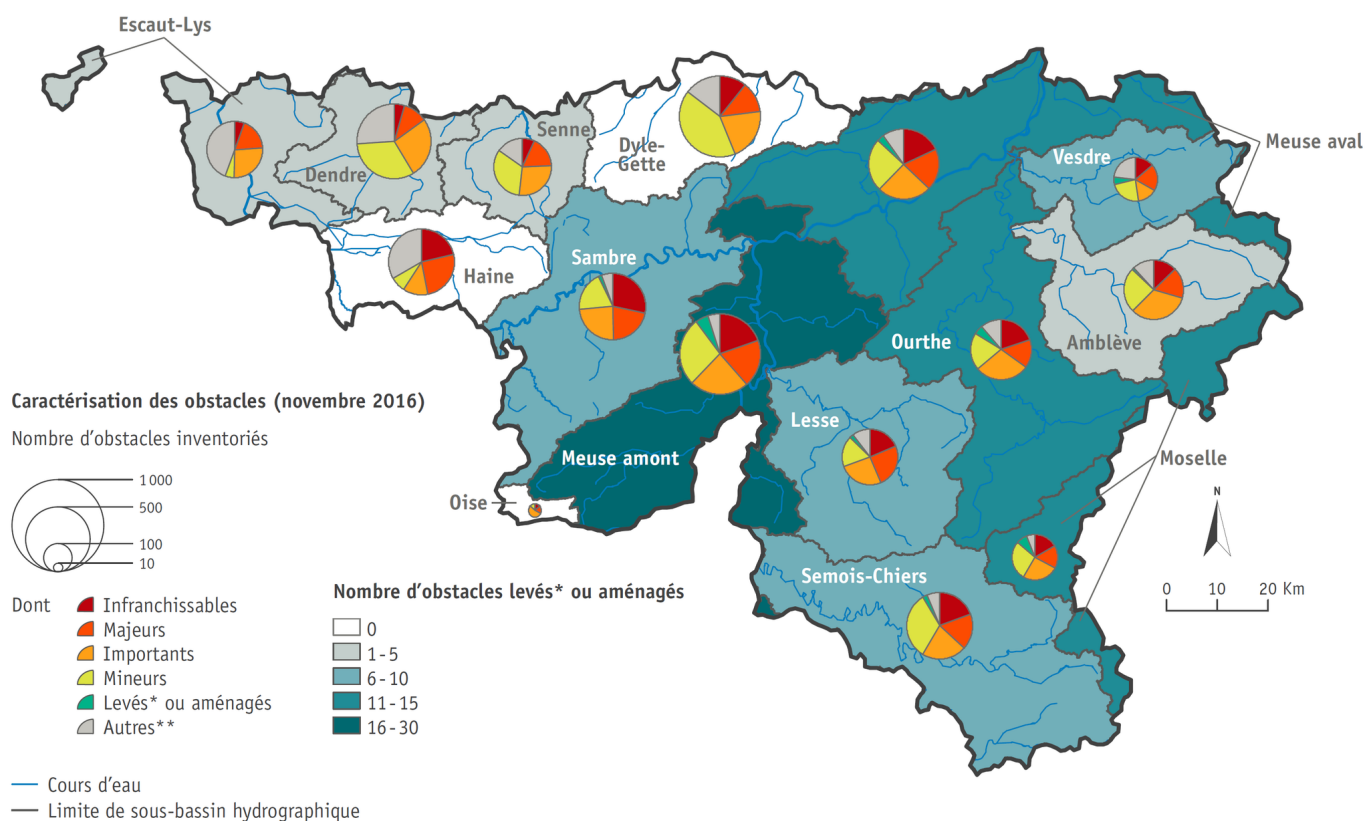 Escaut-Lys
Senne
Dyle-
Gette
Dendre
Meuse aval
Vesdre
Haine
Sambre
Ourthe
Amblève
Caractérisation des obstacles (novembre 2016)
Nombre d'obstacles inventoriés
1 000
500
100
10
Lesse
Meuse amont
Moselle
Oise
N
Semois-Chiers
0 10 20 Km
Dont
Infranchissables
Majeurs
Importants
Mineurs
Levés* ou aménagés
Autres**
Nombre d'obstacles levés* ou aménagés
0
1 - 5
6 - 10
11 - 15
16 - 30
Cours d'eau
Limite de sous-bassin hydrographique